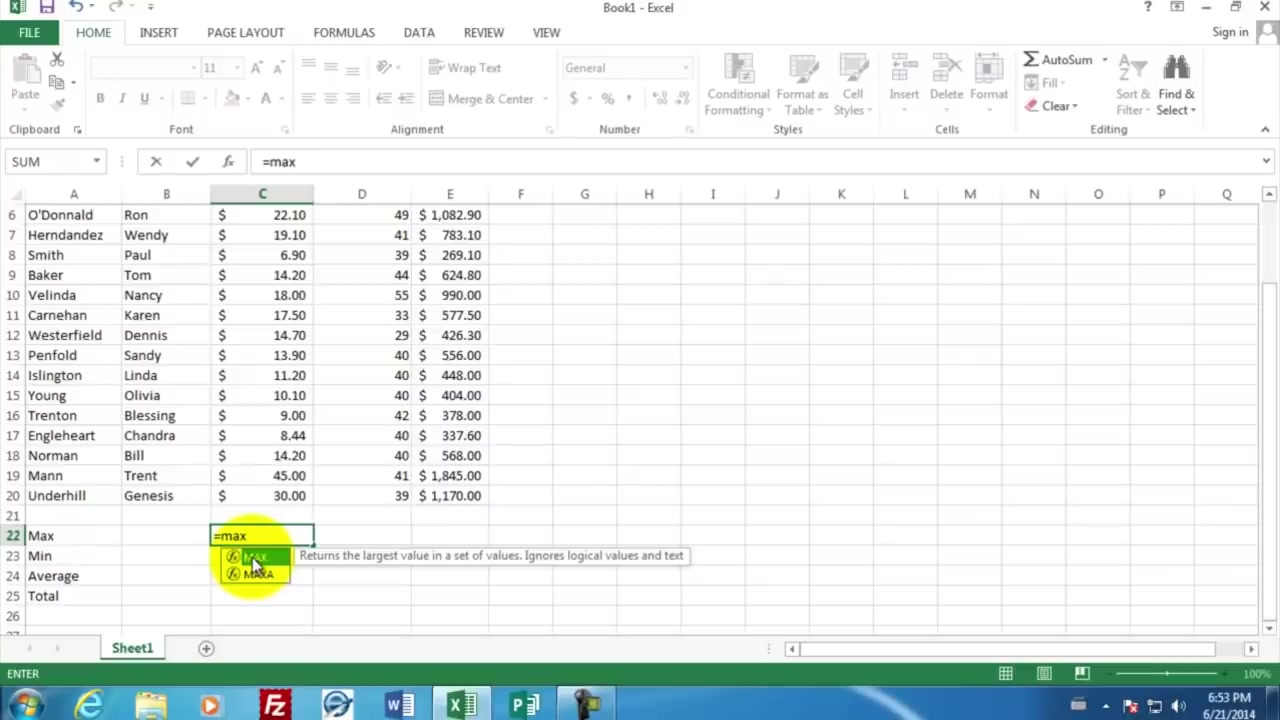 Book1 - Excel
FILE HOME INSERT PAGE LAYOUT FORMULAS DATA REVIEW VIEW Sign in
Paste 11 Wrap Text General Conditional Formatting Format as Table Cell Styles Insert Delete Format AutoSum
B I U Merge & Center $ % Fill Sort & Filter Find & Select
Clear
Clipboard Font Alignment Number Styles Cells Editing
SUM fx =max
A B C D E F G H I J K L M N O P Q
6 O'Donnald Ron $ 22.10 49 $ 1,082.90
7 Herndandez Wendy $ 19.10 41 $ 783.10
8 Smith Paul $ 6.90 39 $ 269.10
9 Baker Tom $ 14.20 44 $ 624.80
10 Velinda Nancy $ 18.00 55 $ 990.00
11 Carnehan Karen $ 17.50 33 $ 577.50
12 Westerfield Dennis $ 14.70 29 $ 426.30
13 Penfold Sandy $ 13.90 40 $ 556.00
14 Islington Linda $ 11.20 40 $ 448.00
15 Young Olivia $ 10.10 40 $ 404.00
16 Trenton Blessing $ 9.00 42 $ 378.00
17 Engleheart Chandra $ 8.44 40 $ 337.60
18 Norman Bill $ 14.20 40 $ 568.00
19 Mann Trent $ 45.00 41 $ 1,845.00
20 Underhill Genesis $ 30.00 39 $ 1,170.00
21
22 Max =max
23 Min MAX Returns the largest value in a set of values. Ignores logical values and text
24 Average MAXA
25 Total
26
Sheet1
ENTER 100%
6:53 PM
6/21/2014